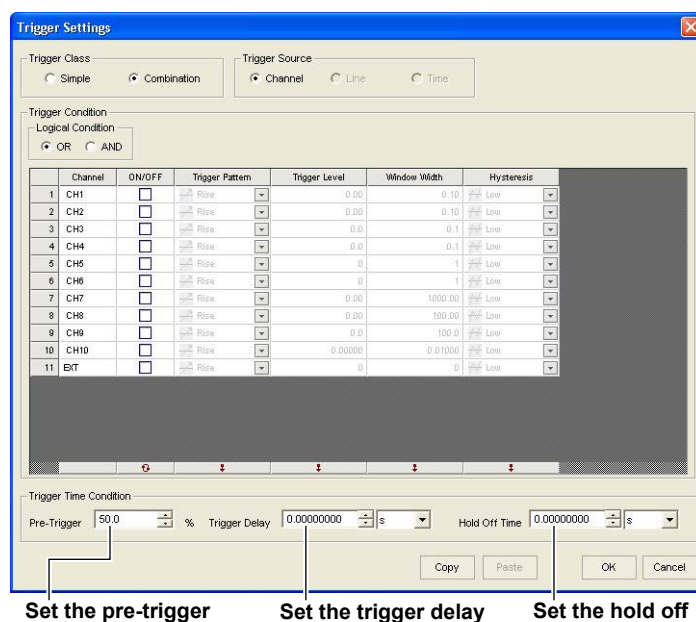 Trigger Settings
Trigger Class
Simple Combination
Trigger Source
Channel Line Time
Trigger Condition
Logical Condition
OR AND
Channel ON/OFF Trigger Pattern Trigger Level Window Width Hysteresis
1 CH1 Rise 0.00 0.10 Low
2 CH2 Rise 0.00 0.10 Low
3 CH3 Rise 0.0 0.1 Low
4 CH4 Rise 0.0 0.1 Low
5 CH5 Rise 0 1 Low
6 CH6 Rise 0 1 Low
7 CH7 Rise 0.00 1000.00 Low
8 CH8 Rise 0.00 100.00 Low
9 CH9 Rise 0.0 100.0 Low
10 CH10 Rise 0.00000 0.01000 Low
11 EXT Rise 0 0 Low
Trigger Time Condition
Pre-Trigger 50.0 % Trigger Delay 0.00000000 s Hold Off Time 0.00000000 s
Copy Paste OK Cancel
Set the pre-trigger Set the trigger delay Set the hold off